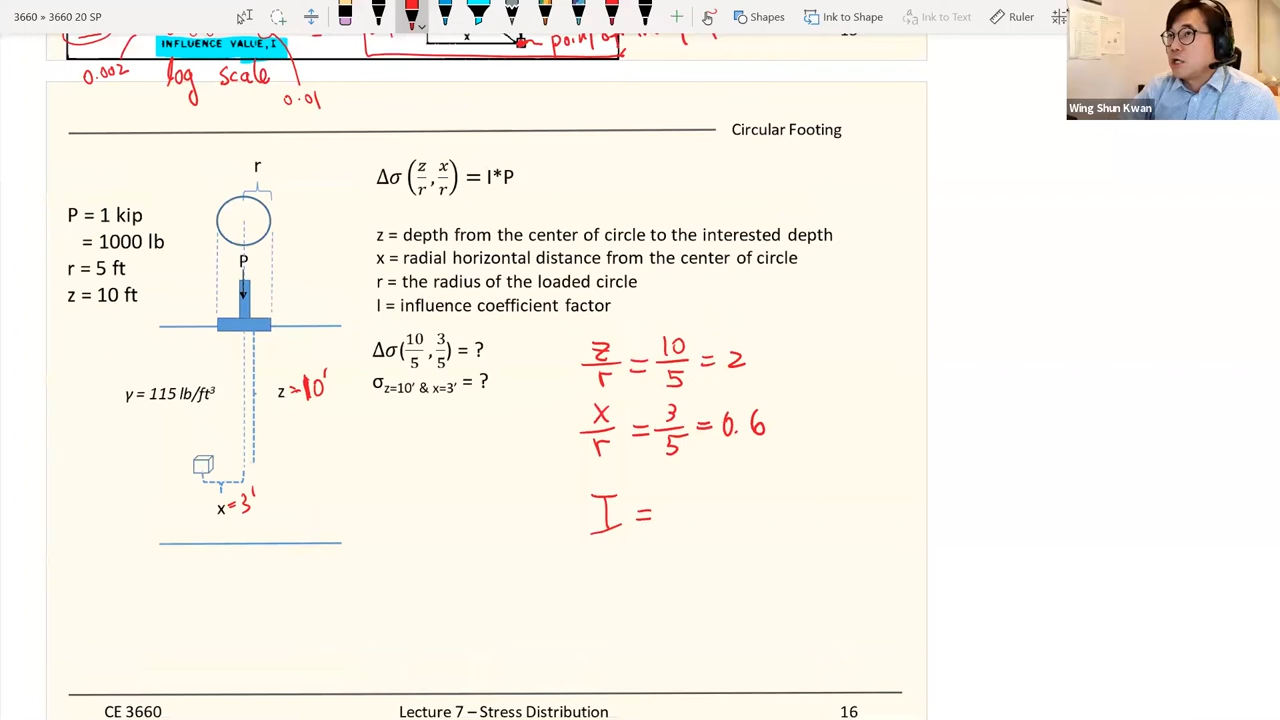 3660 » 3660 20 SP
Shapes
Ink to Shape
Ink to Text
Ruler
Wing Shun Kwan
INFLUENCE VALUE, I
x
point
15
0.002
log scale
0.01
Circular Footing
r
Δσ (z/r, x/r) = I*P
P = 1 kip
= 1000 lb
r = 5 ft
z = 10 ft
P
z = depth from the center of circle to the interested depth
x = radial horizontal distance from the center of circle
r = the radius of the loaded circle
I = influence coefficient factor
Δσ(10/5, 3/5) = ?
σz=10' & x=3' = ?
z/r = 10/5 = 2
γ = 115 lb/ft³
z = 10'
x/r = 3/5 = 0.6
x = 3'
I =
CE 3660
Lecture 7 – Stress Distribution
16